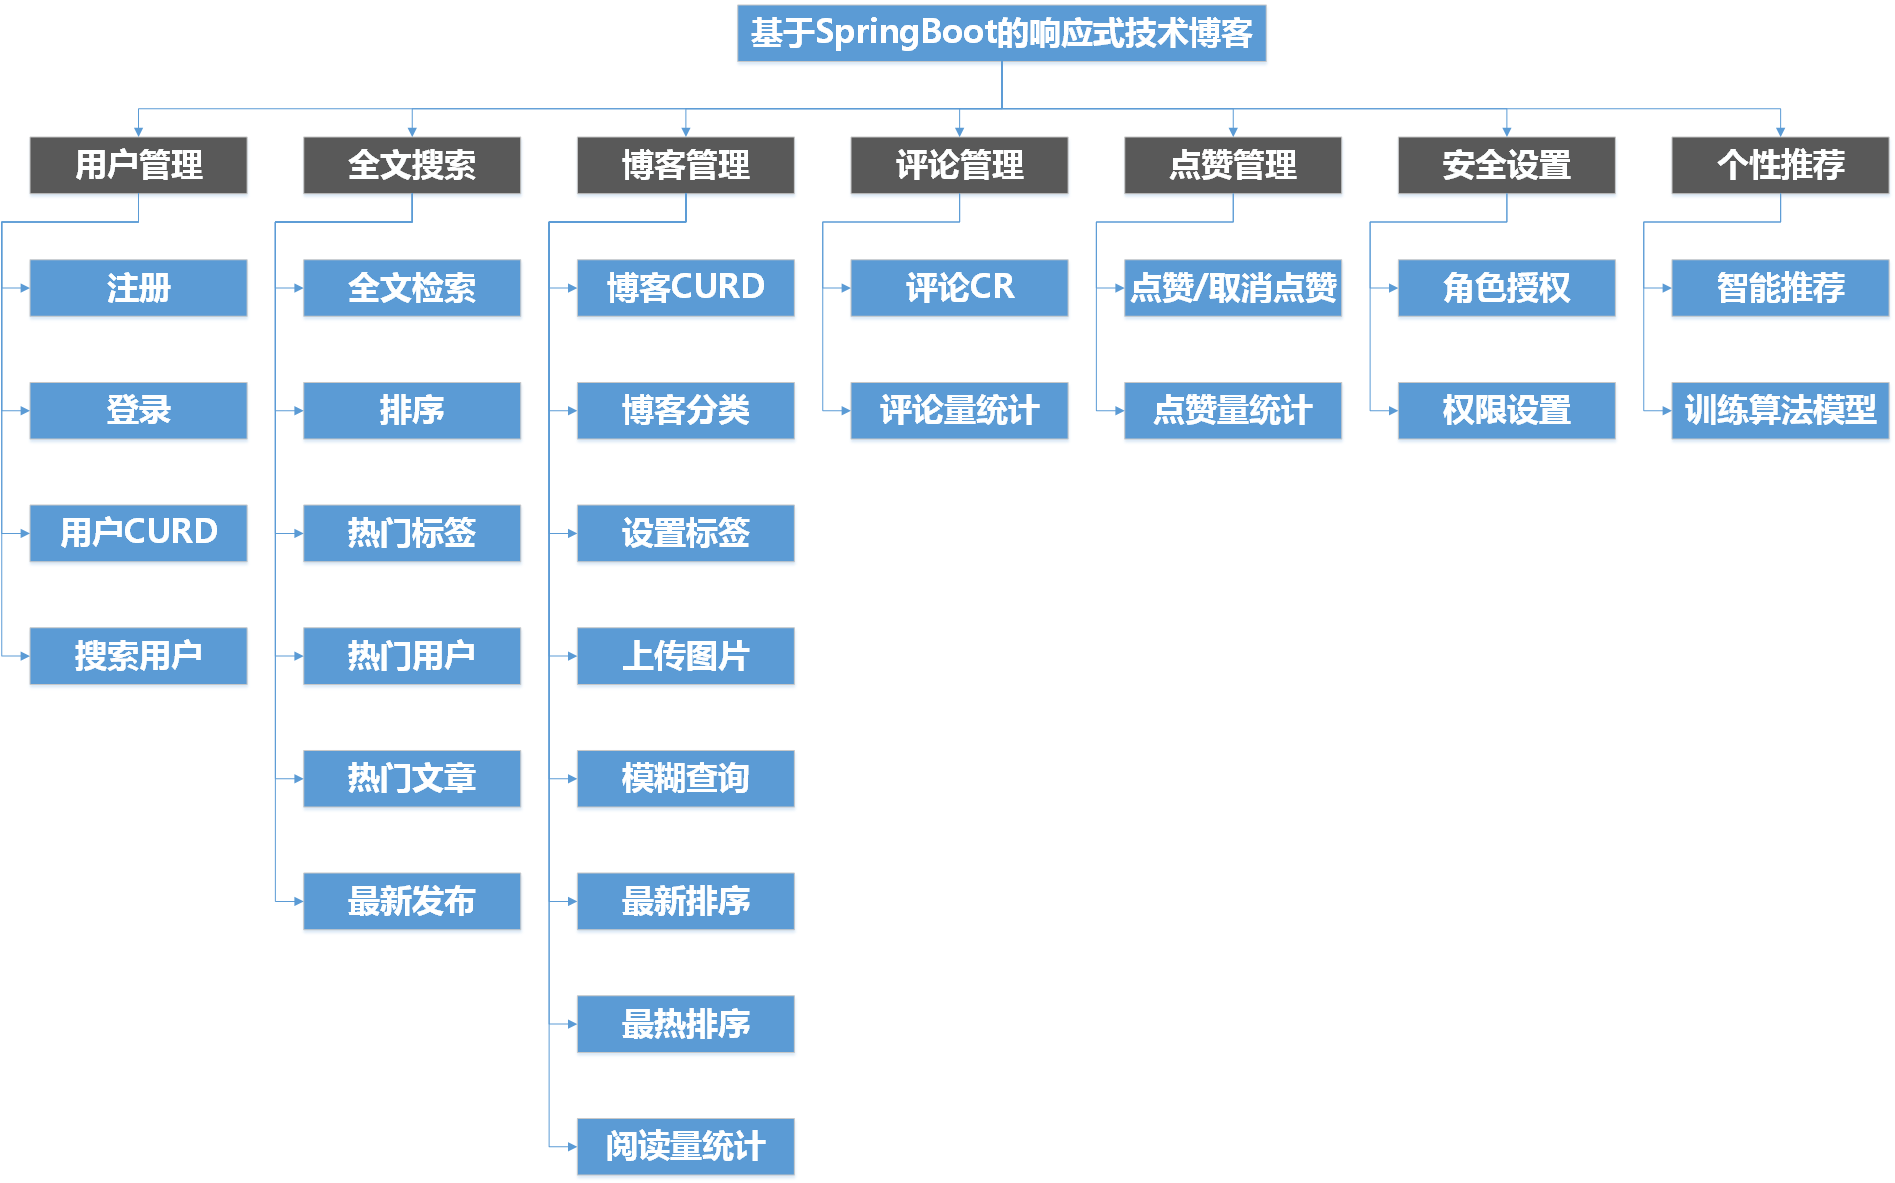 基于SpringBoot的响应式技术博客
用户管理
全文搜索
博客管理
评论管理
点赞管理
安全设置
个性推荐
注册
全文检索
博客CURD
评论CR
点赞/取消点赞
角色授权
智能推荐
登录
排序
博客分类
评论量统计
点赞量统计
权限设置
训练算法模型
用户CURD
热门标签
设置标签
搜索用户
热门用户
上传图片
热门文章
模糊查询
最新发布
最新排序
最热排序
阅读量统计